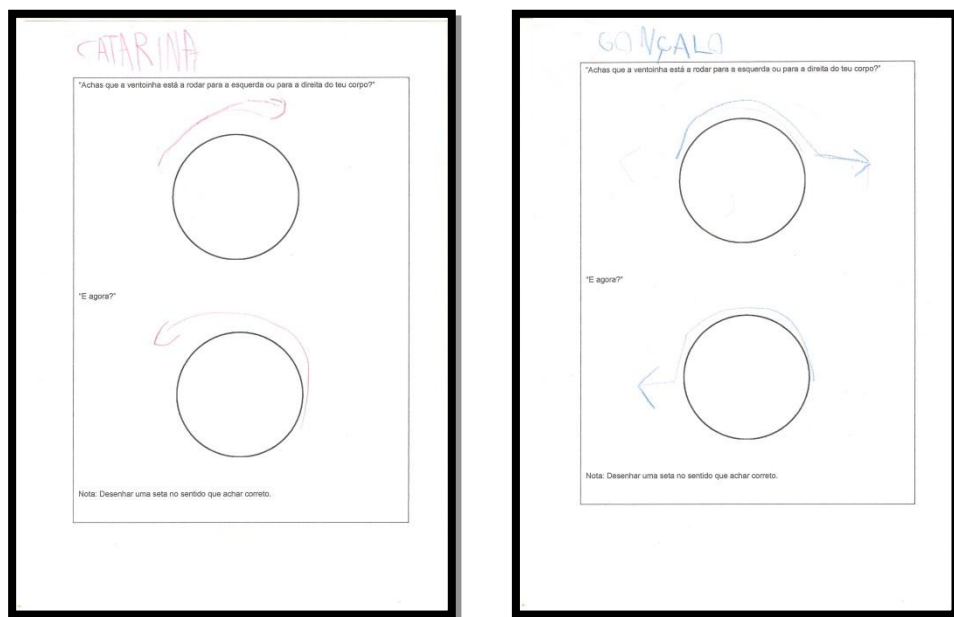 CATARINA
"Achas que a ventoinha está a rodar para a esquerda ou para a direita do teu corpo?"
"E agora?"
Nota: Desenhar uma seta no sentido que achar correto.
GONÇALO
"Achas que a ventoinha está a rodar para a esquerda ou para a direita do teu corpo?"
"E agora?"
Nota: Desenhar uma seta no sentido que achar correto.